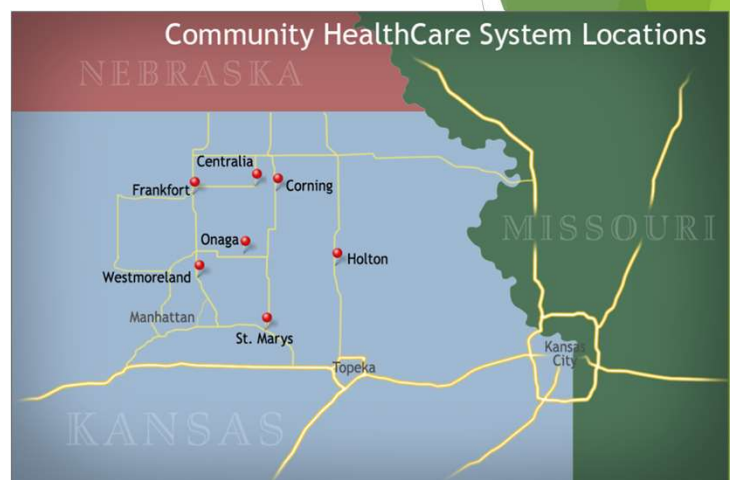 Community HealthCare System Locations
NEBRASKA
Centralia
Frankfort
Corning
MISSOURI
Onaga
Holton
Westmoreland
Manhattan
St. Marys
Kansas
City
Topeka
KANSAS